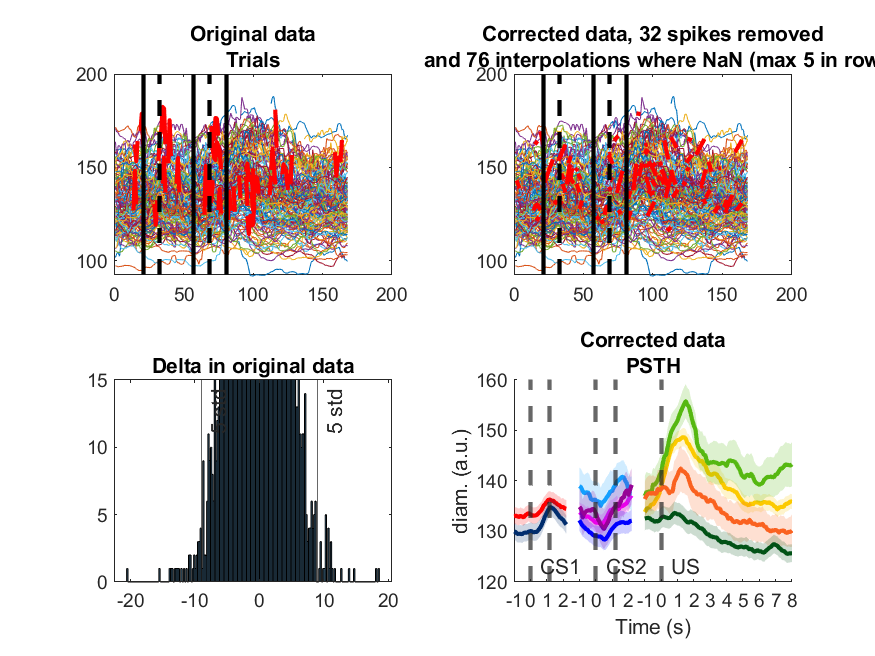 Original data
Trials
200
150
100
0
50
100
150
200
Corrected data, 32 spikes removed
and 76 interpolations where NaN (max 5 in row
200
150
100
0
50
100
150
200
Delta in original data
15
10
5
0
-20
-10
0
10
20
5 std
5 std
Corrected data
PSTH
160
150
140
130
120
diam. (a.u.)
CS1
CS2
US
-1 0 1 2 -1 0 1 2 -1 0 1 2 3 4 5 6 7 8
Time (s)